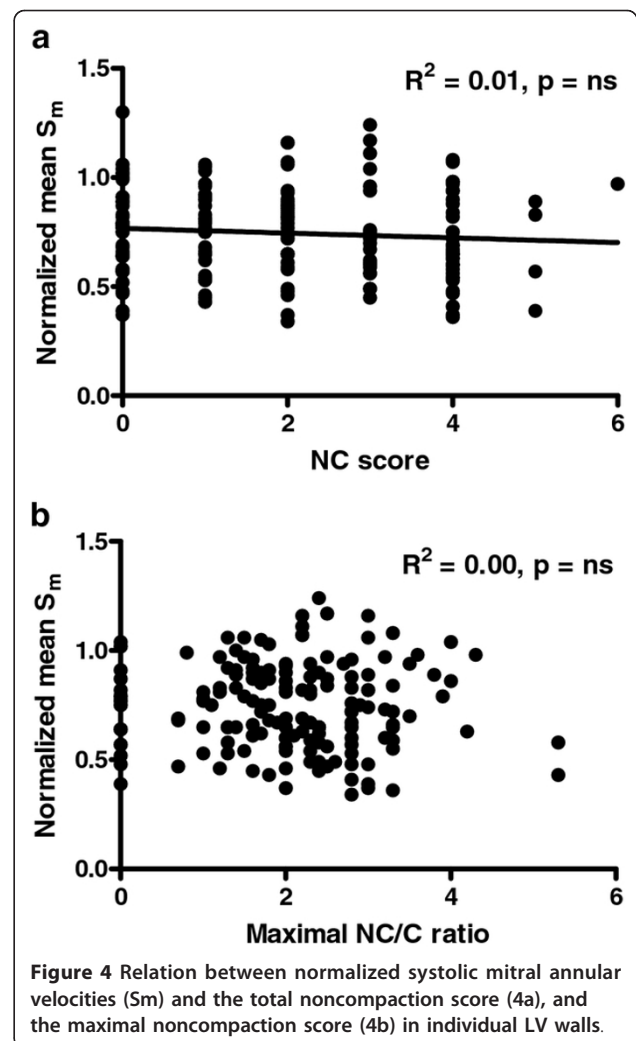 a
R² = 0.01, p = ns
Normalized mean Sₘ
1.5
1.0
0.5
0.0
0 2 4 6
NC score
b
R² = 0.00, p = ns
Normalized mean Sₘ
1.5
1.0
0.5
0.0
0 2 4 6
Maximal NC/C ratio
Figure 4 Relation between normalized systolic mitral annular
velocities (Sm) and the total noncompaction score (4a), and
the maximal noncompaction score (4b) in individual LV walls.